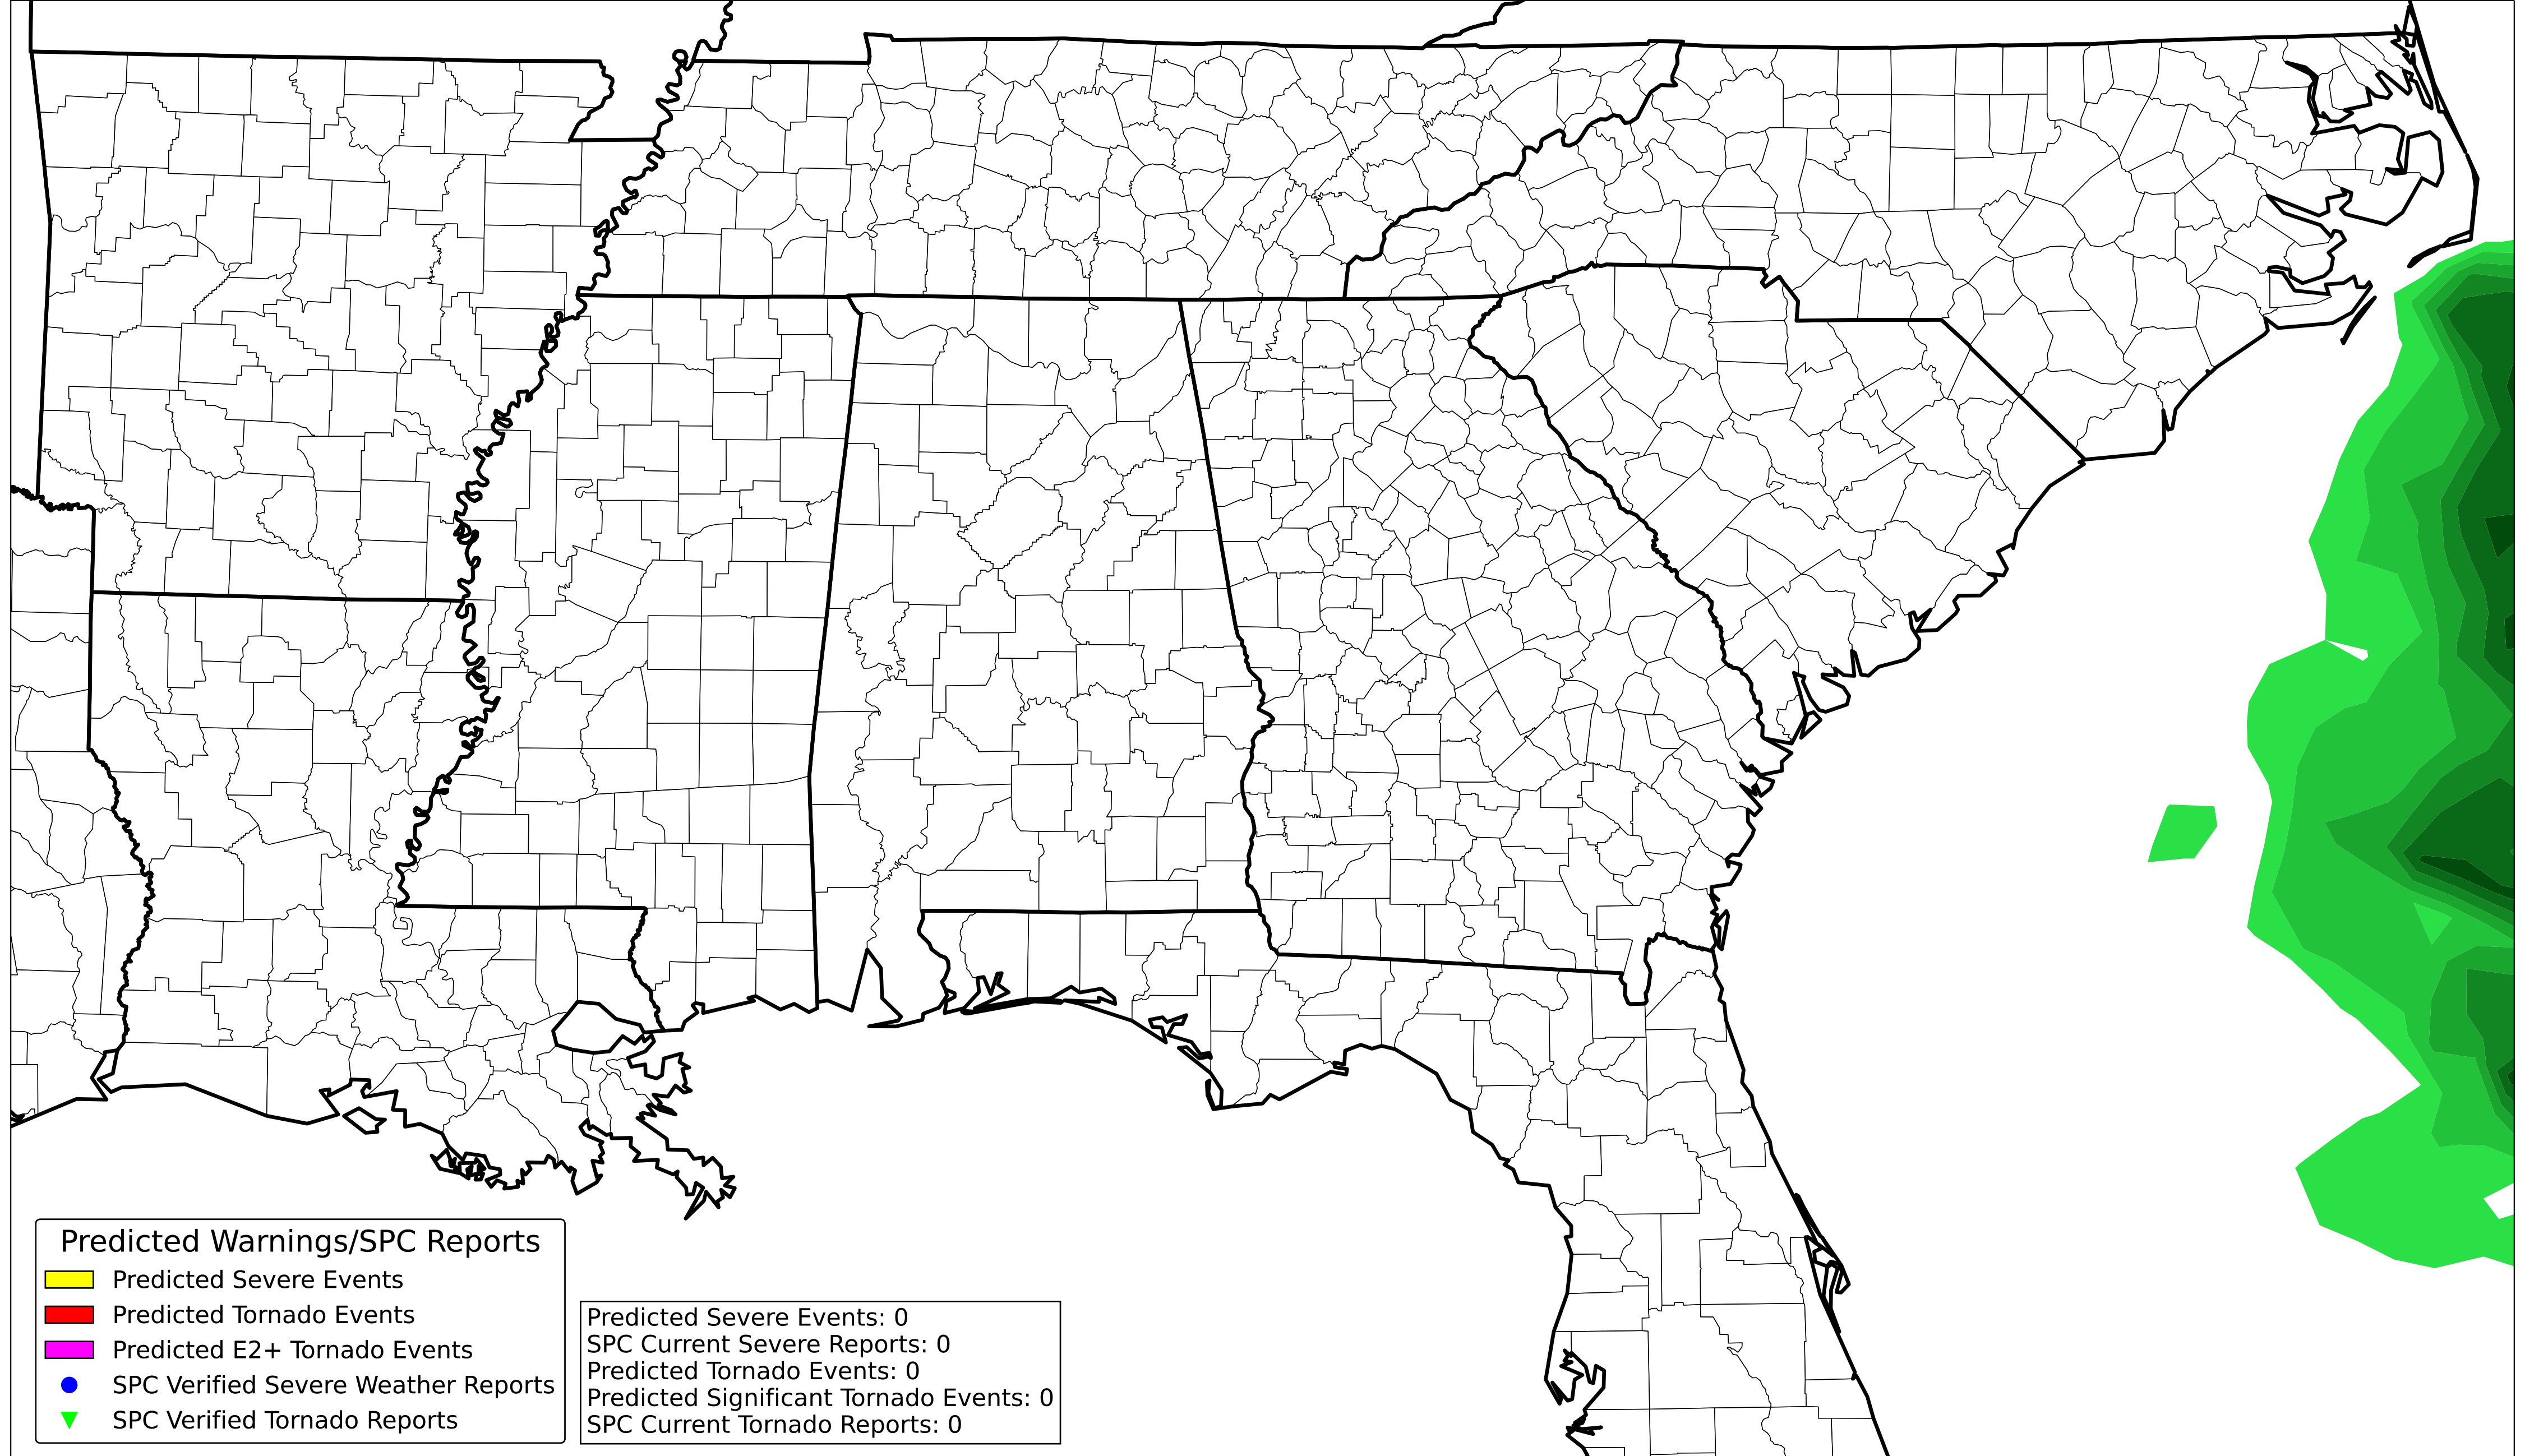 Predicted Warnings/SPC Reports
Predicted Severe Events
Predicted Tornado Events
Predicted E2+ Tornado Events
SPC Verified Severe Weather Reports
SPC Verified Tornado Reports
Predicted Severe Events: 0
SPC Current Severe Reports: 0
Predicted Tornado Events: 0
Predicted Significant Tornado Events: 0
SPC Current Tornado Reports: 0